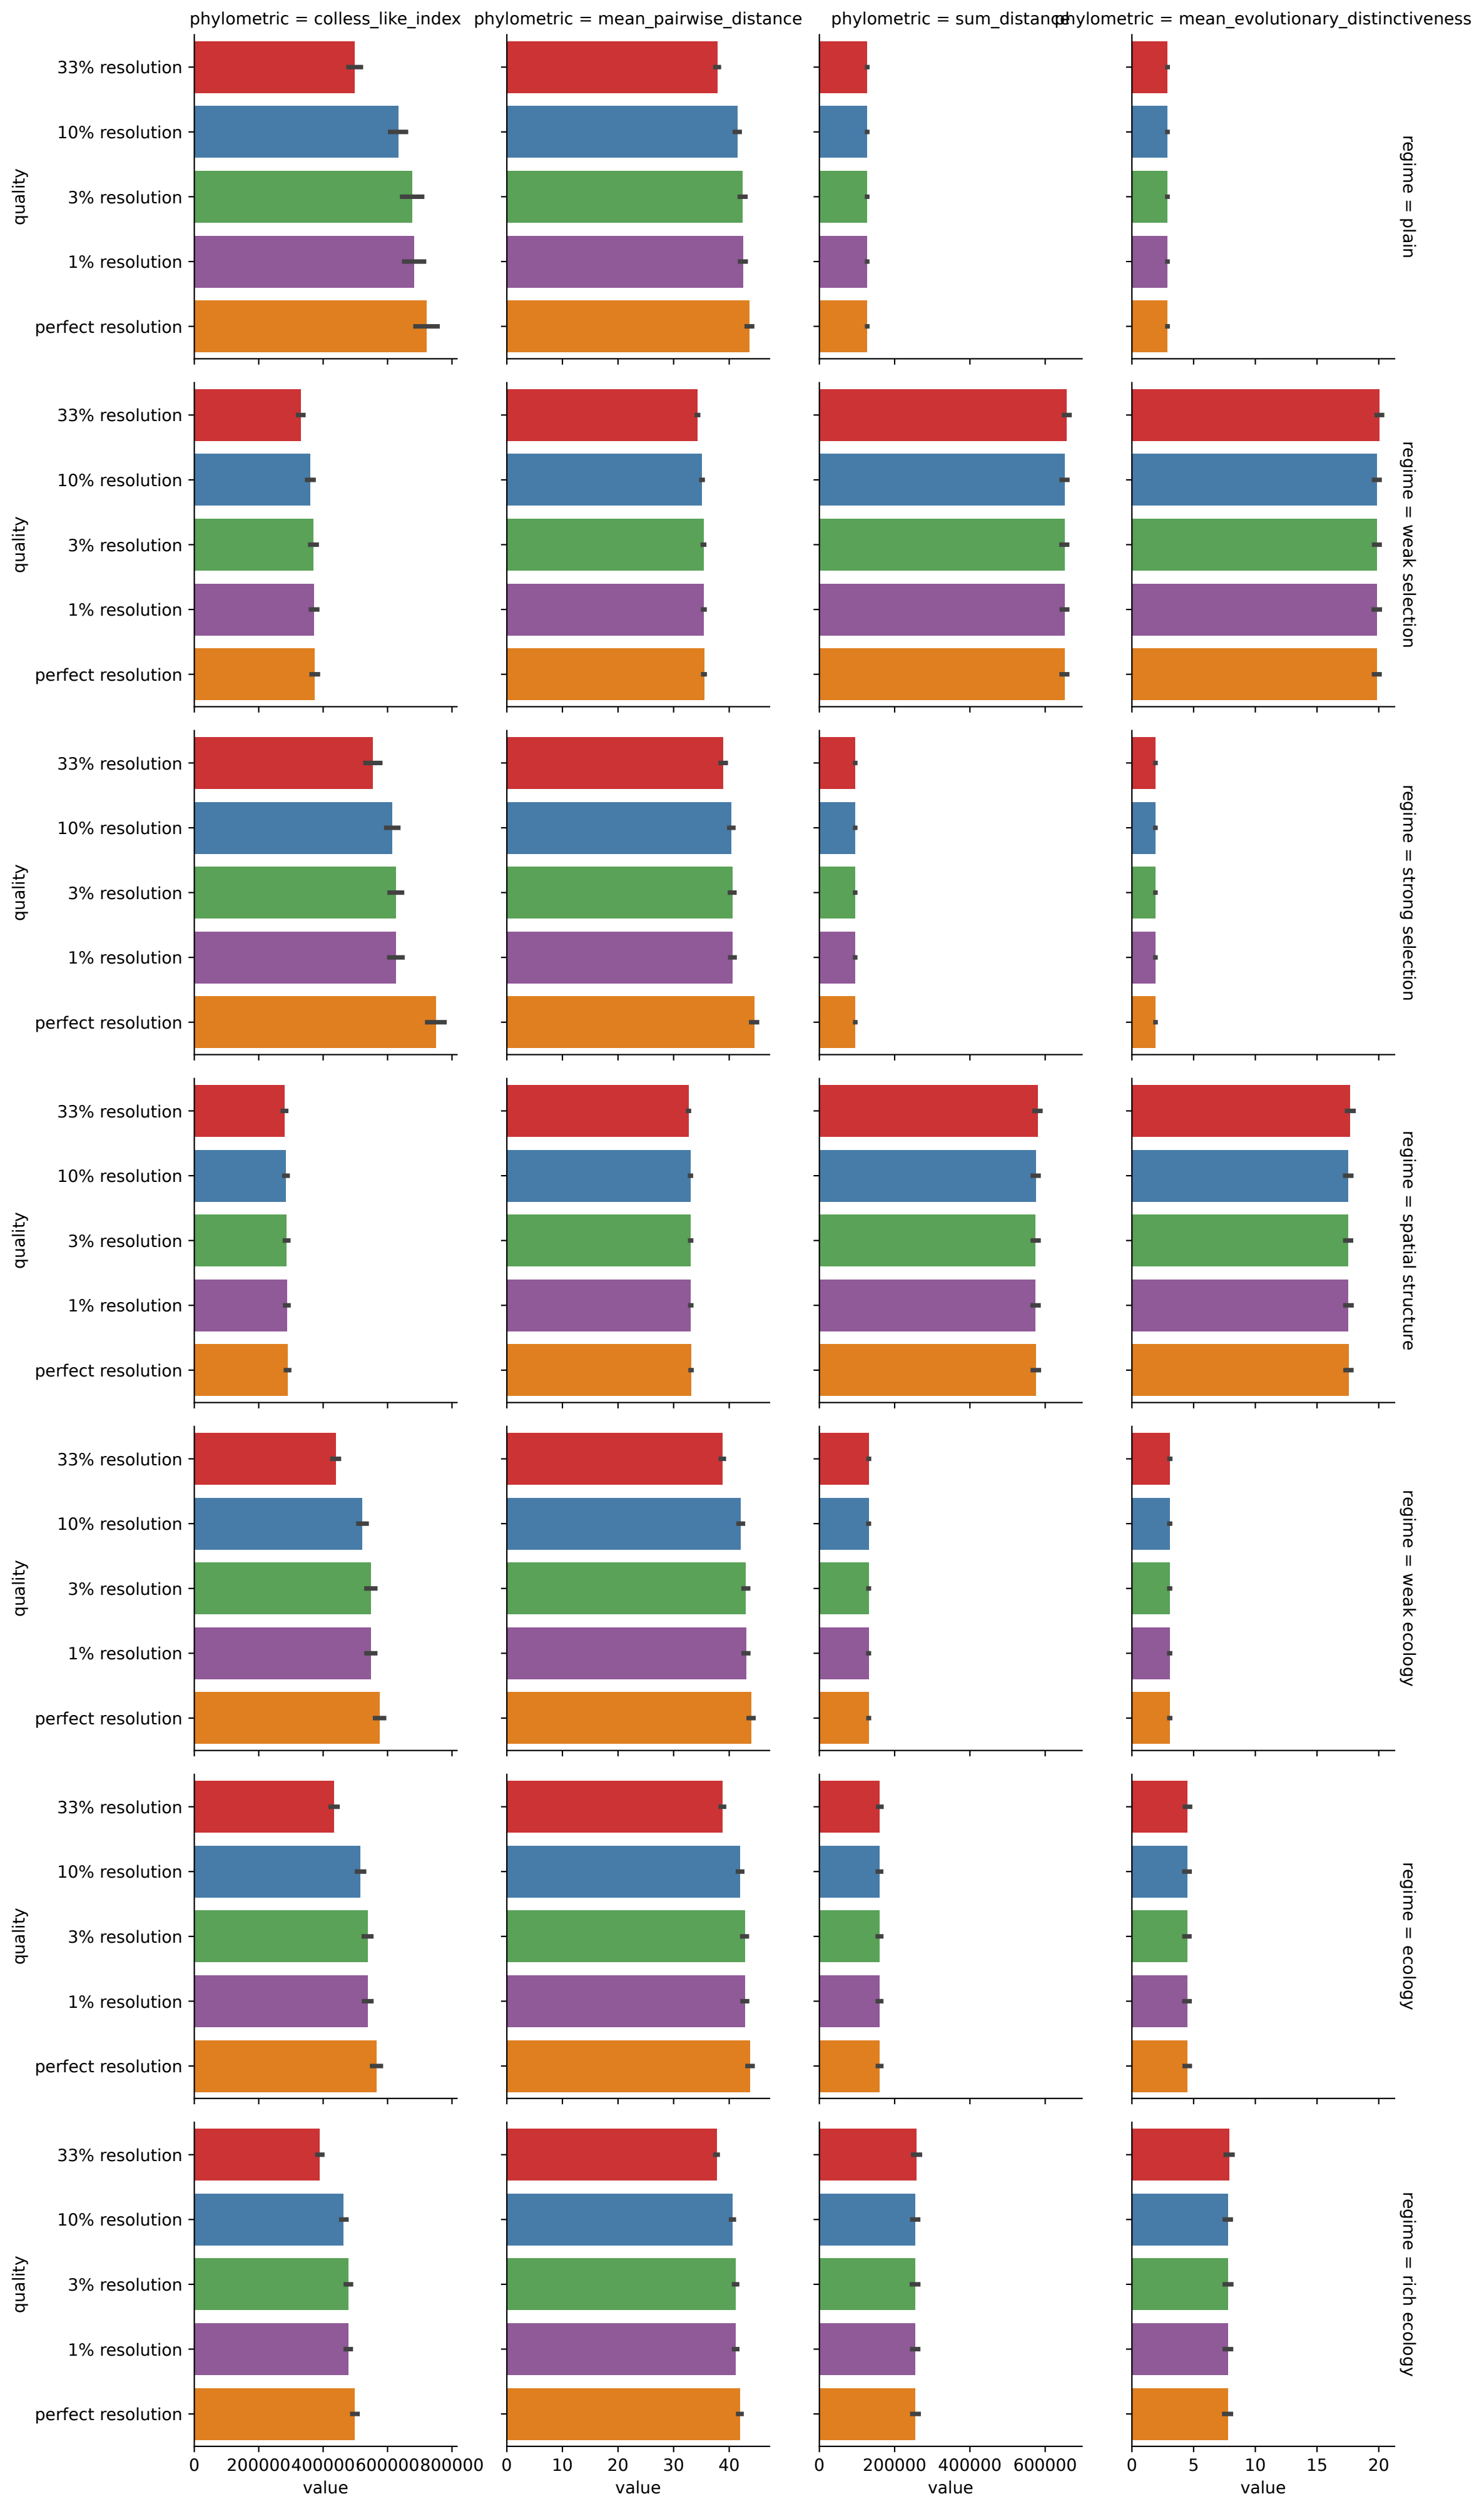 phylometric = colless_like_index
phylometric = mean_pairwise_distance
phylometric = sum_distance
phylometric = mean_evolutionary_distinctiveness
quality
33% resolution
10% resolution
3% resolution
1% resolution
perfect resolution
regime = plain
quality
33% resolution
10% resolution
3% resolution
1% resolution
perfect resolution
regime = weak selection
quality
33% resolution
10% resolution
3% resolution
1% resolution
perfect resolution
regime = strong selection
quality
33% resolution
10% resolution
3% resolution
1% resolution
perfect resolution
regime = spatial structure
quality
33% resolution
10% resolution
3% resolution
1% resolution
perfect resolution
regime = weak ecology
quality
33% resolution
10% resolution
3% resolution
1% resolution
perfect resolution
regime = ecology
quality
33% resolution
10% resolution
3% resolution
1% resolution
perfect resolution
regime = rich ecology
0 200000 400000 600000 800000
value
0 10 20 30 40
value
0 200000 400000 600000
value
0 5 10 15 20
value